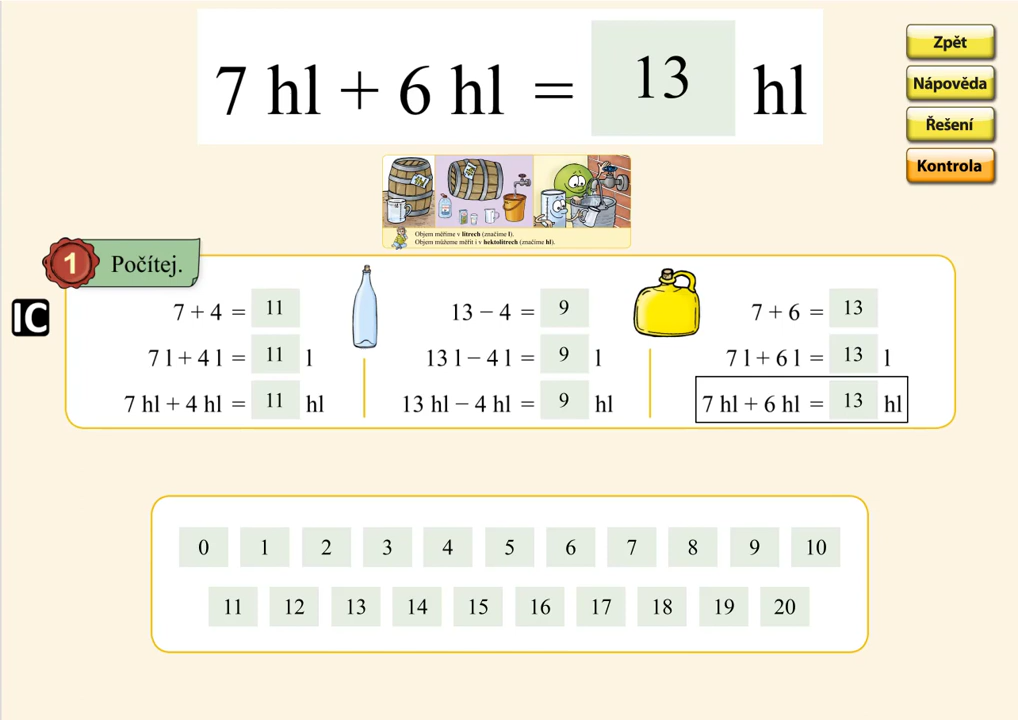 7 hl + 6 hl = 13 hl
Zpět
Nápověda
Řešení
Kontrola
Objem měříme v litrech (značíme l).
Objem můžeme měřit i v hektolitrech (značíme hl).
1 Počítej.
IC
7 + 4 = 11
7 l + 4 l = 11 l
7 hl + 4 hl = 11 hl
13 − 4 = 9
13 l − 4 l = 9 l
13 hl − 4 hl = 9 hl
7 + 6 = 13
7 l + 6 l = 13 l
7 hl + 6 hl = 13 hl
0 1 2 3 4 5 6 7 8 9 10
11 12 13 14 15 16 17 18 19 20